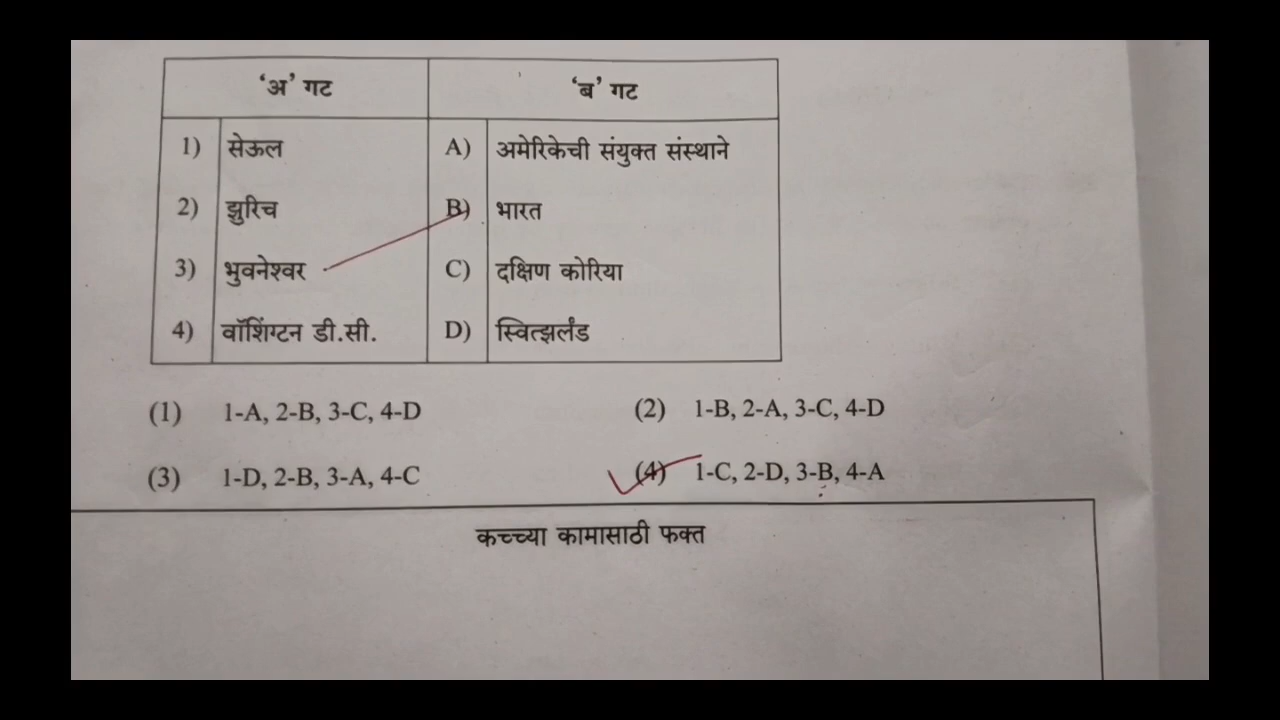 'अ' गट 'ब' गट
1) सेऊल A) अमेरिकेची संयुक्त संस्थाने
2) झुरिच B) भारत
3) भुवनेश्वर C) दक्षिण कोरिया
4) वॉशिंग्टन डी.सी. D) स्वित्झर्लंड
(1) 1-A, 2-B, 3-C, 4-D (2) 1-B, 2-A, 3-C, 4-D
(3) 1-D, 2-B, 3-A, 4-C (4) 1-C, 2-D, 3-B, 4-A
कच्च्या कामासाठी फक्त